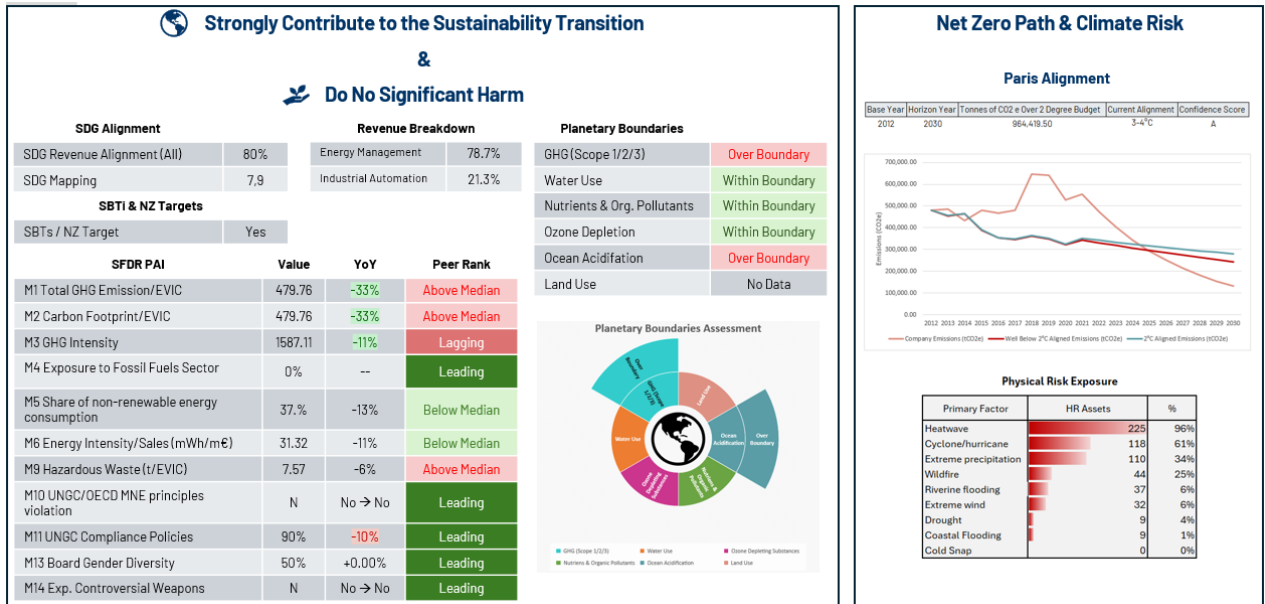 Strongly Contribute to the Sustainability Transition
&
Do No Significant Harm
SDG Alignment
SDG Revenue Alignment (All) 80%
SDG Mapping 7,9
SBTi & NZ Targets
SBTs / NZ Target Yes
Revenue Breakdown
Energy Management 78.7%
Industrial Automation 21.3%
SFDR PAI Value YoY Peer Rank
M1 Total GHG Emission/EVIC 479.76 -33% Above Median
M2 Carbon Footprint/EVIC 479.76 -33% Above Median
M3 GHG Intensity 1587.11 -11% Lagging
M4 Exposure to Fossil Fuels Sector 0% -- Leading
M5 Share of non-renewable energy
consumption 37.% -13% Below Median
M6 Energy Intensity/Sales (mWh/m€) 31.32 -11% Below Median
M9 Hazardous Waste (t/EVIC) 7.57 -6% Above Median
M10 UNGC/OECD MNE principles
violation N No → No Leading
M11 UNGC Compliance Policies 90% -10% Leading
M13 Board Gender Diversity 50% +0.00% Leading
M14 Exp. Controversial Weapons N No → No Leading
Planetary Boundaries
GHG (Scope 1/2/3) Over Boundary
Water Use Within Boundary
Nutrients & Org. Pollutants Within Boundary
Ozone Depletion Within Boundary
Ocean Acidifation Over Boundary
Land Use No Data
Planetary Boundaries Assessment
Over
Boundary
GHG (Scope
1/2/3)
Land Use
Water Use
Ocean
Acidification
Over
Boundary
Ozone
Depleting
Substances
Nutriens &
Organic
Pollutants
GHG (Scope 1/2/3) Water Use Ozone Depleting Substances
Nutriens & Organic Pollutants Ocean Acidification Land Use
Net Zero Path & Climate Risk
Paris Alignment
Base Year Horizon Year Tonnes of CO2 e Over 2 Degree Budget Current Alignment Confidence Score
2012 2030 964,419.50 3-4°C A
700,000.00
600,000.00
500,000.00
400,000.00
300,000.00
200,000.00
100,000.00
0.00
Emissions (CO2e)
2012 2013 2014 2015 2016 2017 2018 2019 2020 2021 2022 2023 2024 2025 2026 2027 2028 2029 2030
Company Emissions (tCO2e) Well Below 2°C Aligned Emissions (tCO2e) 2°C Aligned Emissions (tCO2e)
Physical Risk Exposure
Primary Factor HR Assets %
Heatwave 225 96%
Cyclone/hurricane 118 61%
Extreme precipitation 110 34%
Wildfire 44 25%
Riverine flooding 37 6%
Extreme wind 32 6%
Drought 9 4%
Coastal Flooding 9 1%
Cold Snap 0 0%